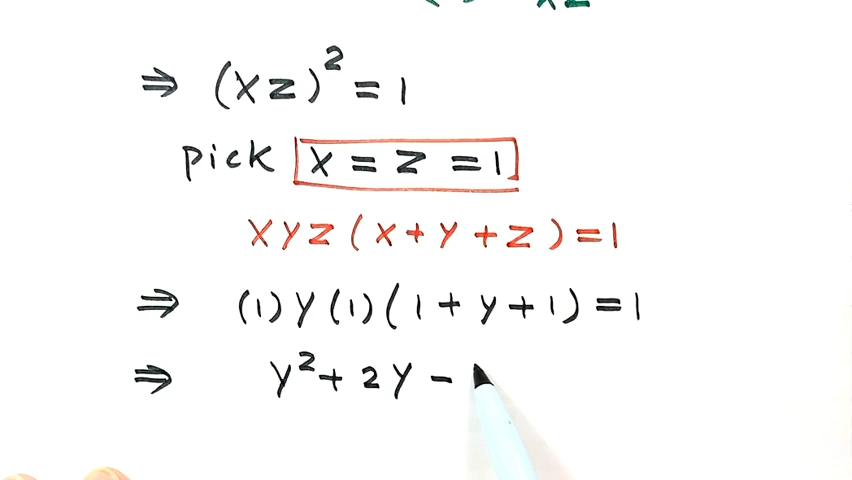 ⇒ (xz)² = 1
pick x = z = 1
xyz(x+y+z) = 1
⇒ (1)y(1)(1+y+1) = 1
⇒ y² + 2y −